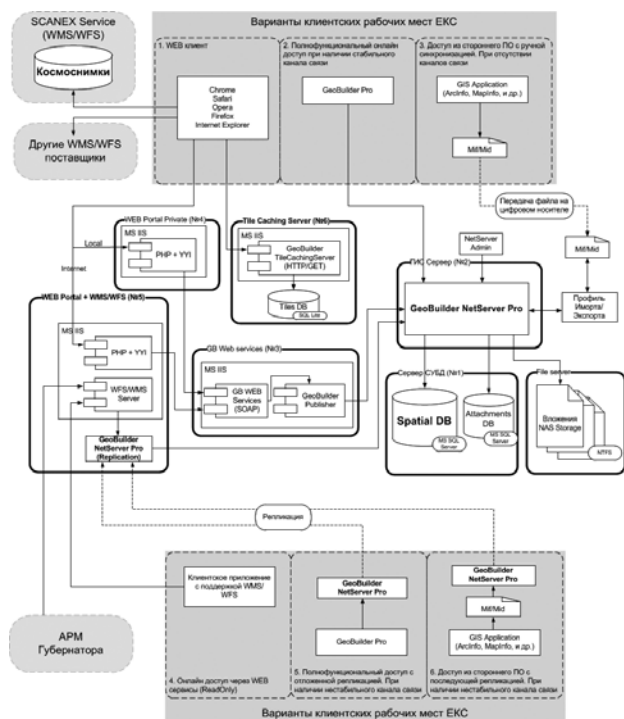 SCANEX Service
(WMS/WFS)
Космоснимки
Другие WMS/WFS
поставщики
Варианты клиентских рабочих мест ЕКС
1. WEB клиент
Chrome
Safari
Opera
Firefox
Internet Explorer
2. Полнофункциональный онлайн
доступ при наличии стабильного
канала связи
GeoBuilder Pro
3. Доступ из стороннего ПО с ручной
синхронизацией. При отсутствии
каналов связи
GIS Application
(ArcInfo, MapInfo, и др.)
Mif/Mid
Передача файла на
цифровом носителе
Mif/Mid
Профиль
Иморта/
Экспорта
WEB Portal Private (№4)
MS IIS
PHP + YYI
Local
Internet
Tile Caching Server (№6)
MS IIS
GeoBuilder
TileCachingServer
(HTTP/GET)
Tiles DB
SQL Lite
NetServer
Admin
ГИС Сервер (№2)
GeoBuilder NetServer Pro
WEB Portal + WMS/WFS (№5)
MS IIS
PHP + YYI
WFS/WMS
Server
GeoBuilder
NetServer Pro
(Replication)
GB Web services (№3)
MS IIS
GB WEB
Services
(SOAP)
GeoBuilder
Publisher
Сервер СУБД (№1)
Spatial DB
MS SQL
Server
Attachments
DB
MS SQL
Server
File server
Вложения
NAS Storage
NTFS
Репликация
Клиентское приложение
с поддержкой WMS/
WFS
4. Онлайн доступ через WEB
сервисы (ReadOnly)
GeoBuilder
NetServer Pro
GeoBuilder Pro
5. Полнофункциональный доступ с
отложенной репликацией. При
наличии нестабильного канала связи
GeoBuilder
NetServer Pro
Mif/Mid
GIS Application
(ArcInfo, MapInfo, и др.)
6. Доступ из стороннего ПО с
последующей репликацией. При
наличии нестабильного канала связи
АРМ
Губернатора
Варианты клиентских рабочих мест ЕКС